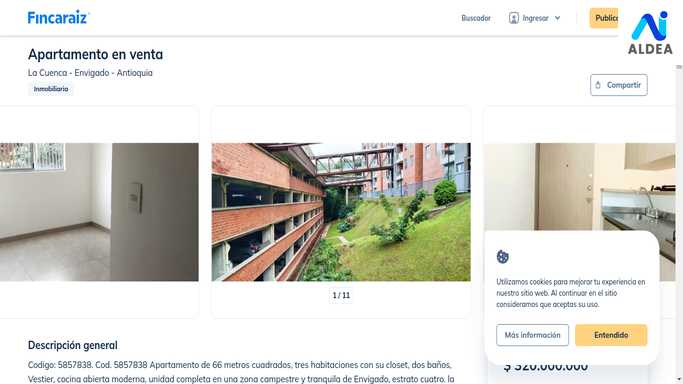 Fincaraiz
Buscador
Ingresar
Publica
ALDEA
Apartamento en venta
La Cuenca - Envigado - Antioquia
Inmobiliario
Compartir
1 / 11
Utilizamos cookies para mejorar tu experiencia en
nuestro sitio web. Al continuar en el sitio
consideramos que aceptas su uso.
Más información
Entendido
$ 320.000.000
Descripción general
Codigo: 5857838. Cod. 5857838 Apartamento de 66 metros cuadrados, tres habitaciones con su closet, dos baños,
Vestier, cocina abierta moderna, unidad completa en una zona campestre y tranquila de Envigado, estrato cuatro. la